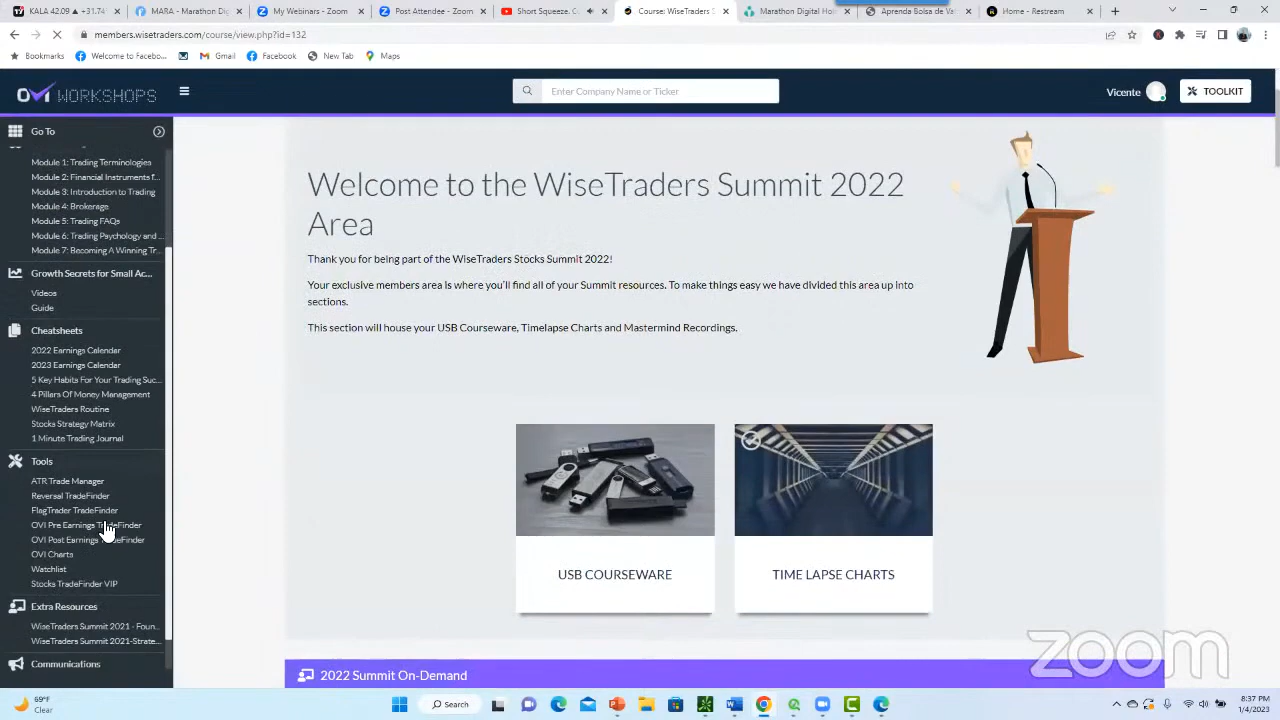 KALA 42.09 ▲ +31.74
MARA - Marathon Dig
My Webinars - Zoom
Post Attendee - Zoom
Short Squeeze, G
Course: WiseTraders S
Marathon Digital Hol
Aprenda Bolsa de Va
Home - Restream
members.wisetraders.com/course/view.php?id=132
Bookmarks
Welcome to Facebo...
Gmail
Facebook
New Tab
Maps
OVI WORKSHOPS
Enter Company Name or Ticker
Vicente
TOOLKIT
Go To
Module 1: Trading Terminologies
Module 2: Financial Instruments f...
Module 3: Introduction to Trading
Module 4: Brokerage
Module 5: Trading FAQs
Module 6: Trading Psychology and ...
Module 7: Becoming A Winning Tr...
Growth Secrets for Small Ac...
Videos
Guide
Cheatsheets
2022 Earnings Calendar
2023 Earnings Calendar
5 Key Habits For Your Trading Suc...
4 Pillars Of Money Management
WiseTraders Routine
Stocks Strategy Matrix
1 Minute Trading Journal
Tools
ATR Trade Manager
Reversal TradeFinder
FlagTrader TradeFinder
OVI Pre Earnings TradeFinder
OVI Post Earnings TradeFinder
OVI Charts
Watchlist
Stocks TradeFinder VIP
Extra Resources
WiseTraders Summit 2021 - Foun...
WiseTraders Summit 2021-Strate...
Communications
Welcome to the WiseTraders Summit 2022
Area
Thank you for being part of the WiseTraders Stocks Summit 2022!
Your exclusive members area is where you'll find all of your Summit resources. To make things easy we have divided this area up into
sections.
This section will house your USB Courseware, Timelapse Charts and Mastermind Recordings.
USB COURSEWARE
TIME LAPSE CHARTS
2022 Summit On-Demand
zoom
69°F
Clear
Search
8:37 PM
1/4/2023